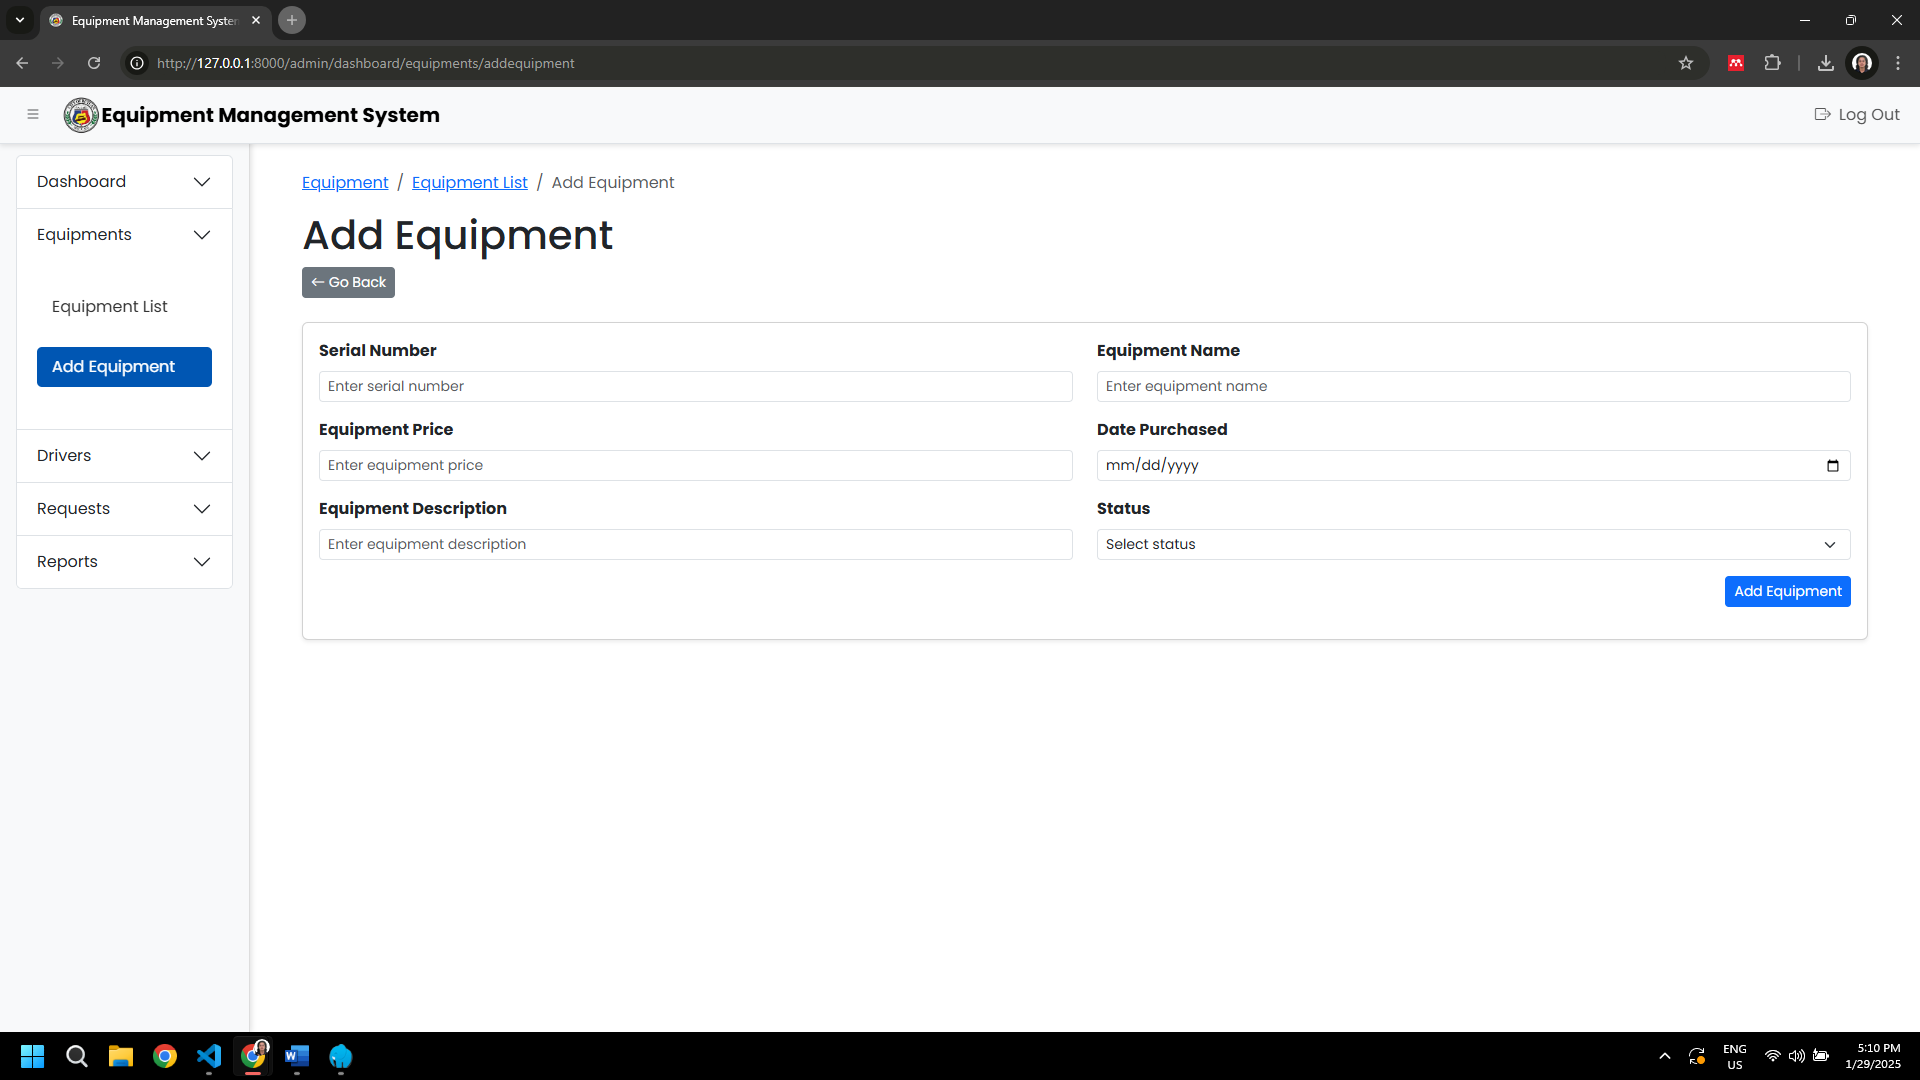 Equipment Management System
http://127.0.0.1:8000/admin/dashboard/equipments/addequipment
Equipment Management System
Log Out
Dashboard
Equipments
Equipment List
Add Equipment
Drivers
Requests
Reports
Equipment / Equipment List / Add Equipment
Add Equipment
← Go Back
Serial Number
Enter serial number
Equipment Name
Enter equipment name
Equipment Price
Enter equipment price
Date Purchased
mm/dd/yyyy
Equipment Description
Enter equipment description
Status
Select status
Add Equipment
ENG
US
5:10 PM
1/29/2025